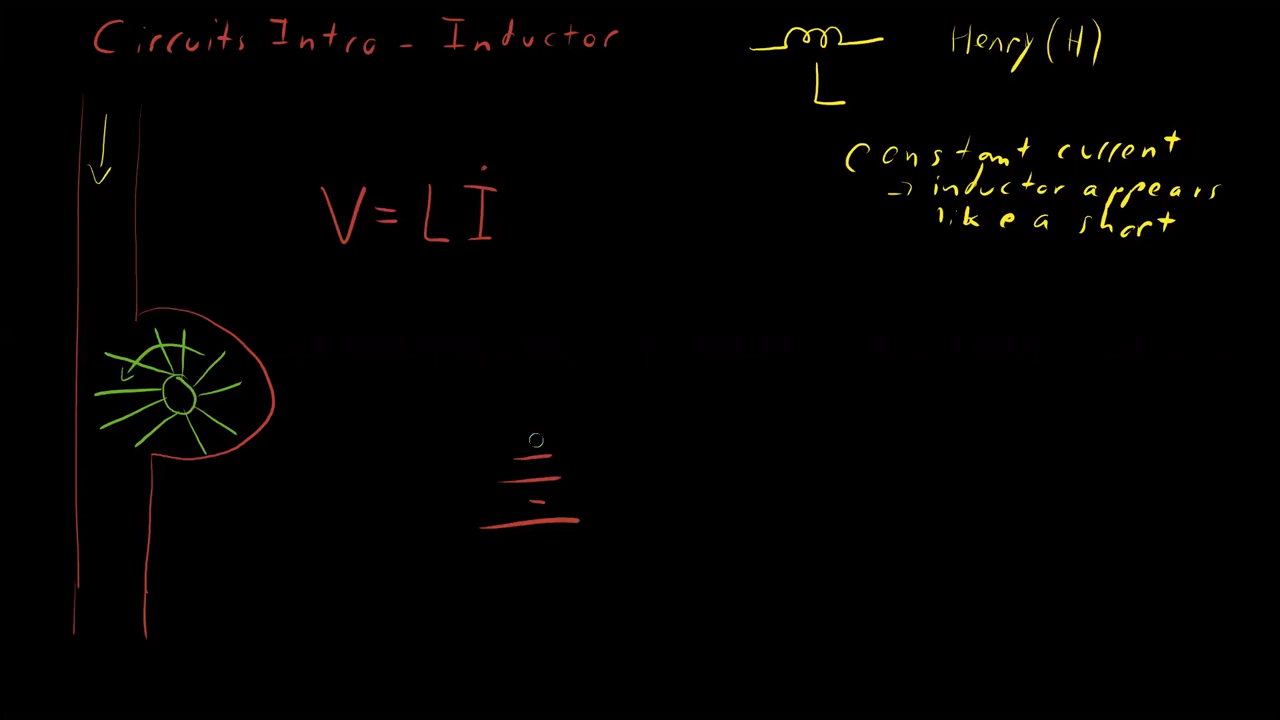 Circuits Intro - Inductor
L
Henry (H)
Constant current
→ inductor appears
like a short
V = L İ